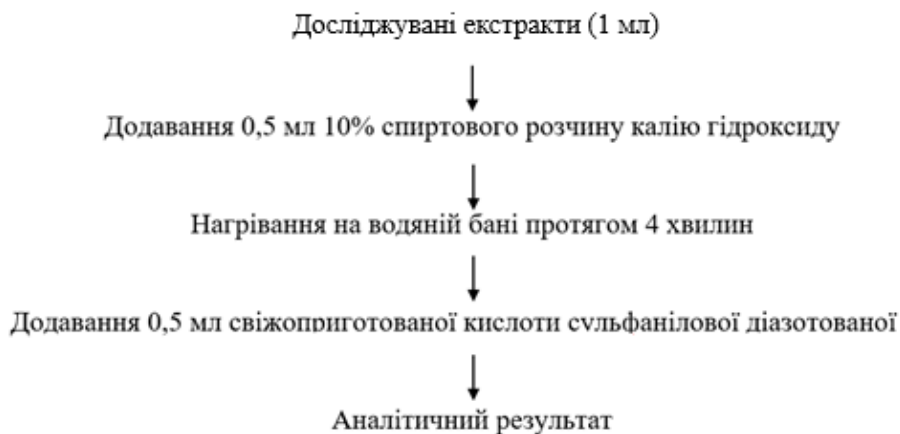 Досліджувані екстракти (1 мл)
Додавання 0,5 мл 10% спиртового розчину калію гідроксиду
Нагрівання на водяній бані протягом 4 хвилин
Додавання 0,5 мл свіжоприготованої кислоти сульфанілової діазотованої
Аналітичний результат